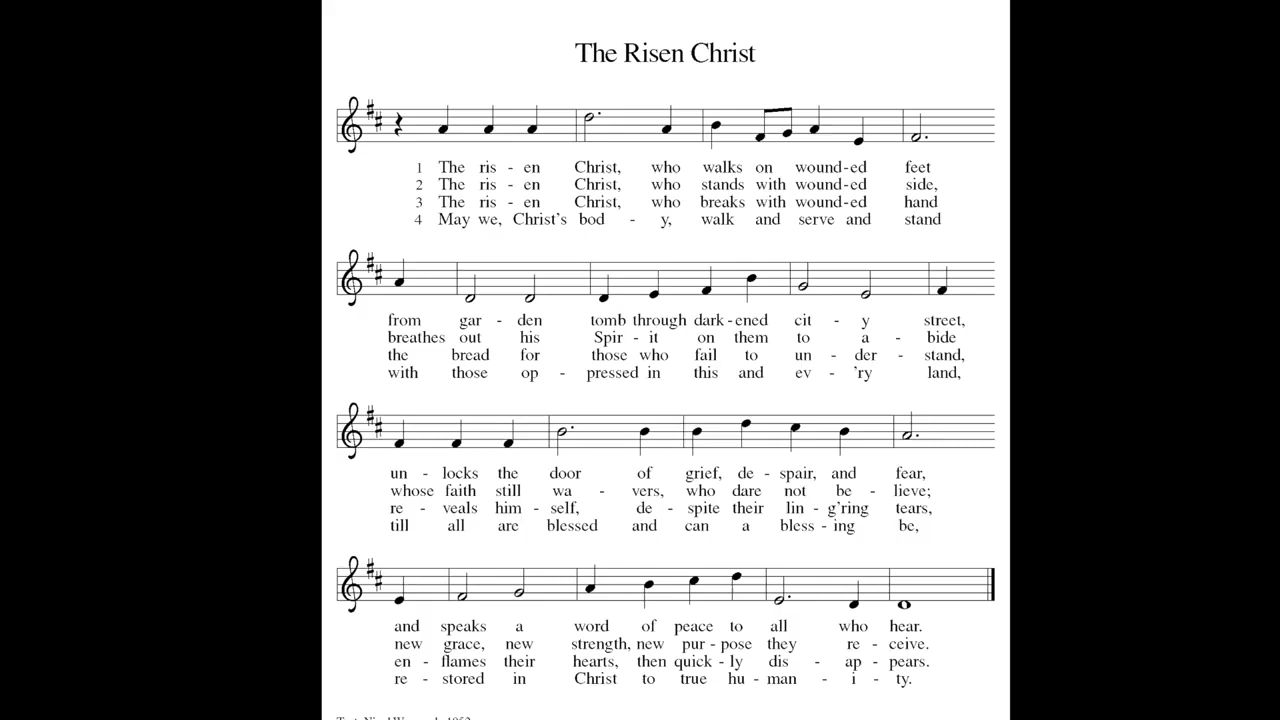 The Risen Christ
1 The ris - en Christ, who walks on wound-ed feet
2 The ris - en Christ, who stands with wound-ed side,
3 The ris - en Christ, who breaks with wound-ed hand
4 May we, Christ's bod - y, walk and serve and stand
from gar - den tomb through dark-ened cit - y street,
breathes out his Spir - it on them to a - bide
the bread for those who fail to un - der - stand,
with those op - pressed in this and ev - 'ry land,
un - locks the door of grief, de - spair, and fear,
whose faith still wa - vers, who dare not be - lieve;
re - veals him - self, de - spite their lin - g'ring tears,
till all are blessed and can a bless - ing be,
and speaks a word of peace to all who hear.
new grace, new strength, new pur - pose they re - ceive.
en - flames their hearts, then quick - ly dis - ap - pears.
re - stored in Christ to true hu - man - i - ty.